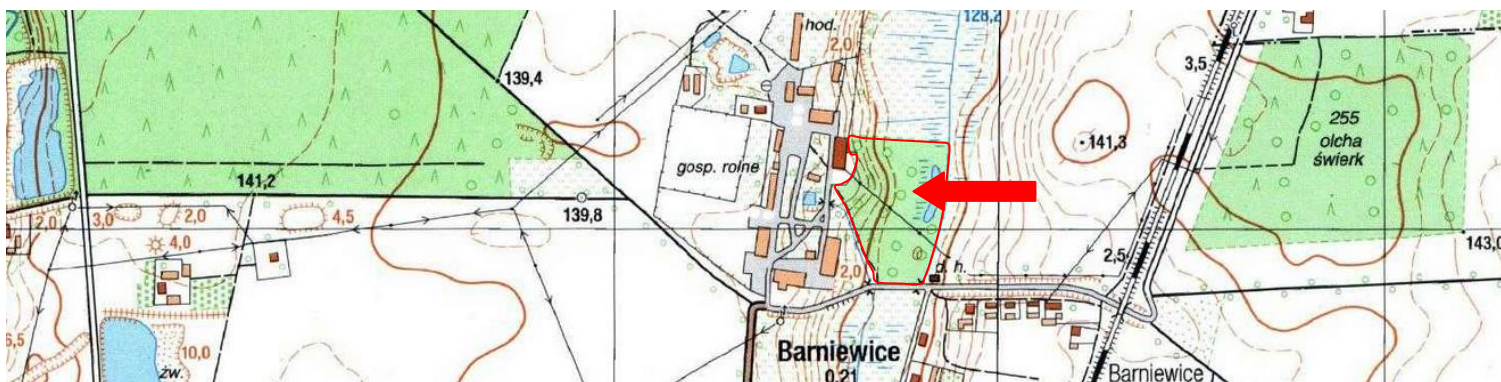 128,2
hod.
2,0
3,5
139,4
255
olcha
świerk
141,3
gosp. rolne
141,2
139,8
2,0
3,0
2,0
4,5
4,0
143,0
2,5
2,0
d. h.
6,5
10,0
żw.
Barniewice
0.21
Barniewice